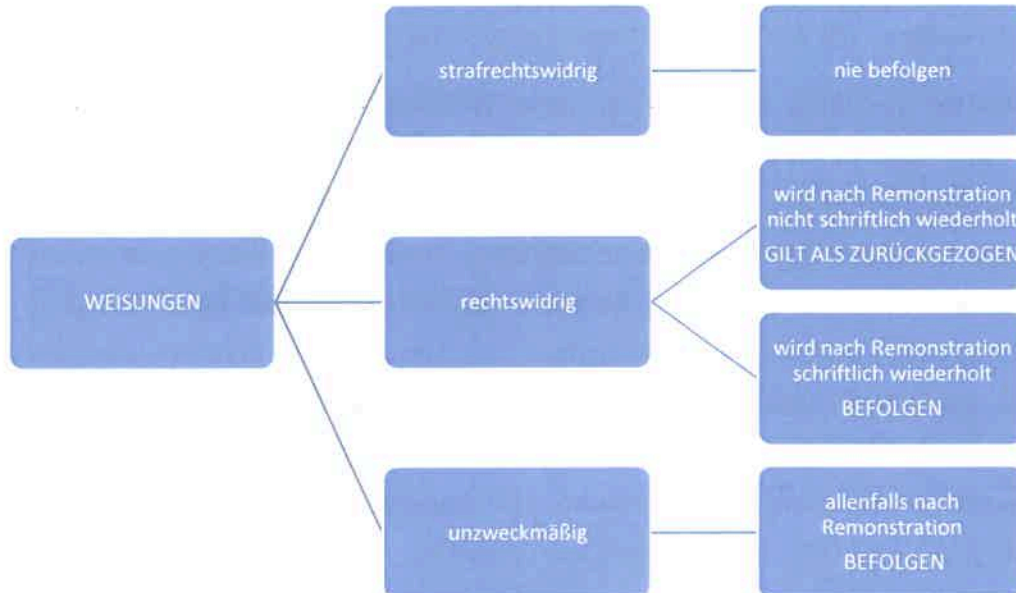 strafrechtswidrig
nie befolgen
WEISUNGEN
rechtswidrig
wird nach Remonstration
nicht schriftlich wiederholt
GILT ALS ZURÜCKGEZOGEN
wird nach Remonstration
schriftlich wiederholt
BEFOLGEN
unzweckmäßig
allenfalls nach
Remonstration
BEFOLGEN